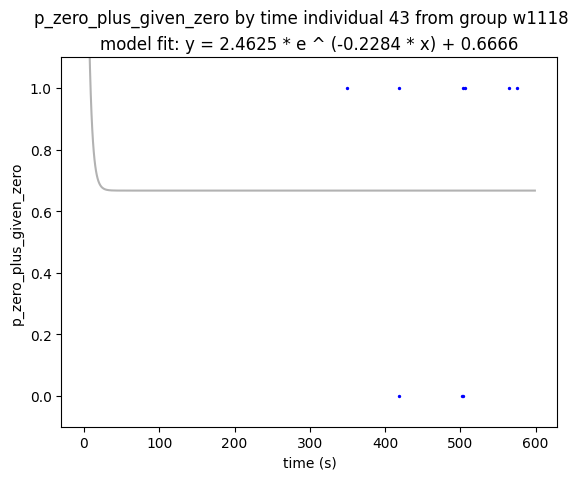 p_zero_plus_given_zero by time individual 43 from group w1118
model fit: y = 2.4625 * e ^ (-0.2284 * x) + 0.6666
p_zero_plus_given_zero
1.0
0.8
0.6
0.4
0.2
0.0
0 100 200 300 400 500 600
time (s)